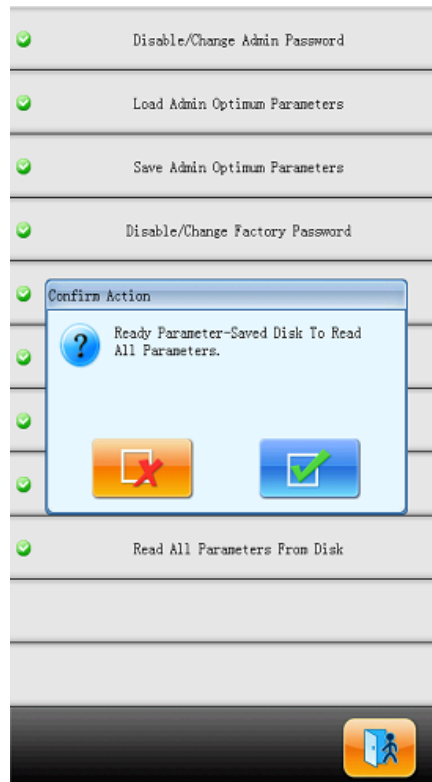 Disable/Change Admin Password
Load Admin Optimum Parameters
Save Admin Optimum Parameters
Disable/Change Factory Password
Confirm Action
Ready Parameter-Saved Disk To Read
All Parameters.
Read All Parameters From Disk